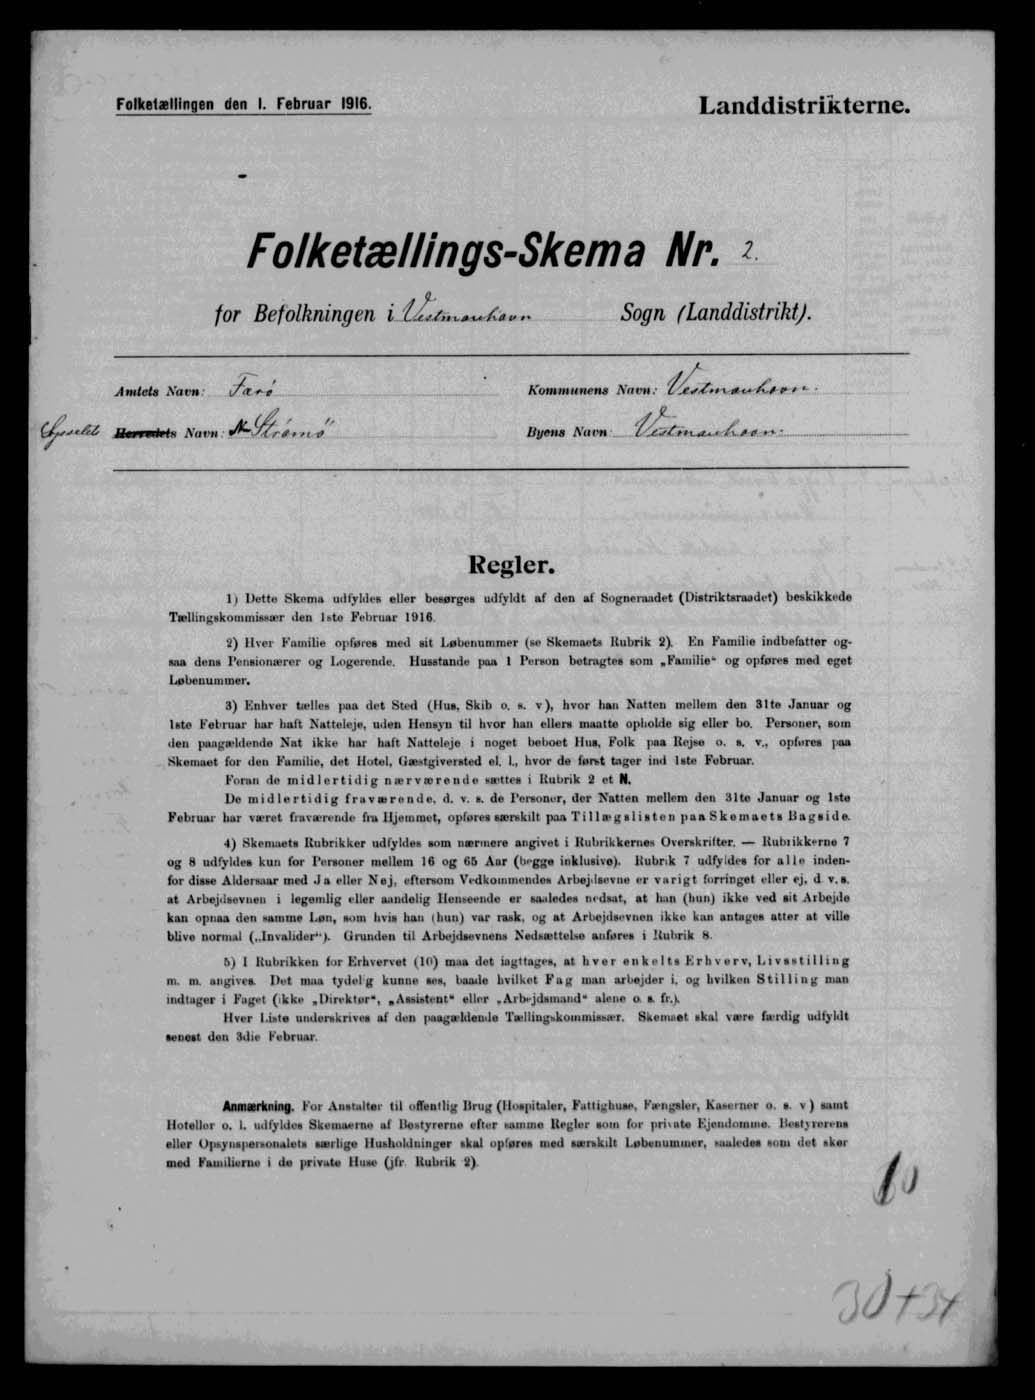 Folketællingen den 1. Februar 1916.
Landdistrikterne.
Folketællings-Skema Nr. 2.
for Befolkningen i Vestmanhavn Sogn (Landdistrikt).
Amtets Navn: Færø
Kommunens Navn: Vestmanhavn.
Sysselets Herredets Navn: N. Strømø
Byens Navn: Vestmanhavn.
Regler.
1) Dette Skema udfyldes eller besørges udfyldt af den af Sogneraadet (Distriktsraadet) beskikkede
Tællingskommissær den 1ste Februar 1916.
2) Hver Familie opføres med sit Løbenummer (se Skemaets Rubrik 2). En Familie indbefatter og-
saa dens Pensionærer og Logerende. Husstande paa 1 Person betragtes som „Familie“ og opføres med eget
Løbenummer.
3) Enhver tælles paa det Sted (Hus, Skib o. s. v), hvor han Natten mellem den 31te Januar og
1ste Februar har haft Natteleje, uden Hensyn til hvor han ellers maatte opholde sig eller bo. Personer, som
den paagældende Nat ikke har haft Natteleje i noget beboet Hus, Folk paa Rejse o. s. v., opføres paa
Skemaet for den Familie, det Hotel, Gæstgiversted el. l., hvor de først tager ind 1ste Februar.
Foran de midlertidig nærværende sættes i Rubrik 2 et N.
De midlertidig fraværende, d. v. s. de Personer, der Natten mellem den 31te Januar og 1ste
Februar har været fraværende fra Hjemmet, opføres særskilt paa Tillægslisten paa Skemaets Bagside.
4) Skemaets Rubrikker udfyldes som nærmere angivet i Rubrikkernes Overskrifter. — Rubrikkerne 7
og 8 udfyldes kun for Personer mellem 16 og 65 Aar (begge inklusive). Rubrik 7 udfyldes for alle inden-
for disse Aldersaar med Ja eller Nej, eftersom Vedkommendes Arbejdsevne er varigt forringet eller ej, d. v. s.
at Arbejdsevnen i legemlig eller aandelig Henseende er saaledes nedsat, at han (hun) ikke ved sit Arbejde
kan opnaa den samme Løn, som hvis han (hun) var rask, og at Arbejdsevnen ikke kan antages atter at ville
blive normal („Invalider“). Grunden til Arbejdsevnens Nedsættelse anføres i Rubrik 8.
5) I Rubrikken for Erhvervet (10) maa det iagttages, at hver enkelts Erhverv, Livsstilling
m. m. angives. Det maa tydelig kunne ses, baade hvilket Fag man arbejder i, og hvilken Stilling man
indtager i Faget (ikke „Direktør“, „Assistent“ eller „Arbejdsmand“ alene o. s. fr.).
Hver Liste underskrives af den paagældende Tællingskommissær. Skemaet skal være færdig udfyldt
senest den 3die Februar.
Anmærkning. For Anstalter til offentlig Brug (Hospitaler, Fattighuse, Fængsler, Kaserner o. s. v) samt
Hoteller o. l. udfyldes Skemaerne af Bestyrerne efter samme Regler som for private Ejendomme. Bestyrerens
eller Opsynspersonalets særlige Husholdninger skal opføres med særskilt Løbenummer, saaledes som det sker
med Familierne i de private Huse (jfr. Rubrik 2).